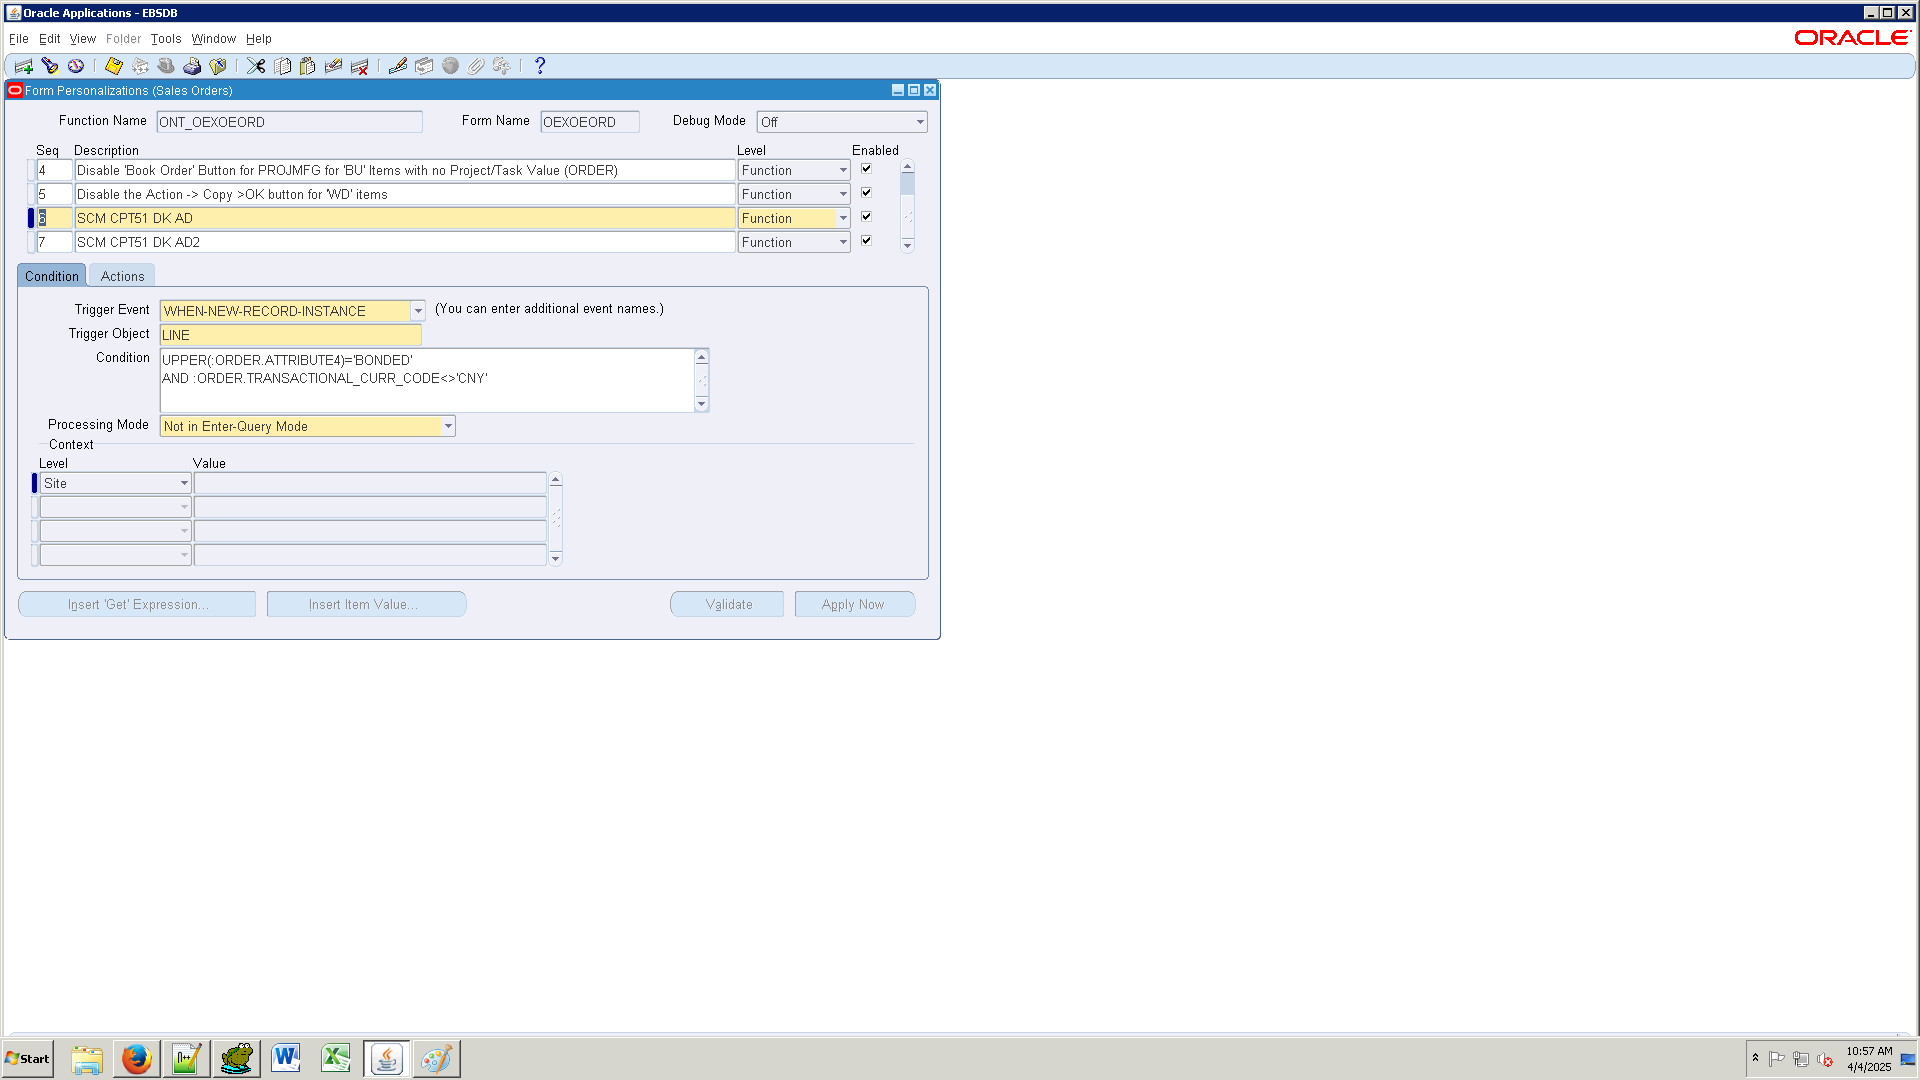 Oracle Applications - EBSDB
File Edit View Folder Tools Window Help
ORACLE
Form Personalizations (Sales Orders)
Function Name ONT_OEXOEORD Form Name OEXOEORD Debug Mode Off
Seq Description Level Enabled
4 Disable 'Book Order' Button for PROJMFG for 'BU' Items with no Project/Task Value (ORDER) Function
5 Disable the Action -> Copy >OK button for 'WD' items Function
6 SCM CPT51 DK AD Function
7 SCM CPT51 DK AD2 Function
Condition Actions
Trigger Event WHEN-NEW-RECORD-INSTANCE (You can enter additional event names.)
Trigger Object LINE
Condition UPPER(:ORDER.ATTRIBUTE4)='BONDED'
AND :ORDER.TRANSACTIONAL_CURR_CODE<>'CNY'
Processing Mode Not in Enter-Query Mode
Context
Level Value
Site
Insert 'Get' Expression... Insert Item Value... Validate Apply Now
Start
10:57 AM
4/4/2025